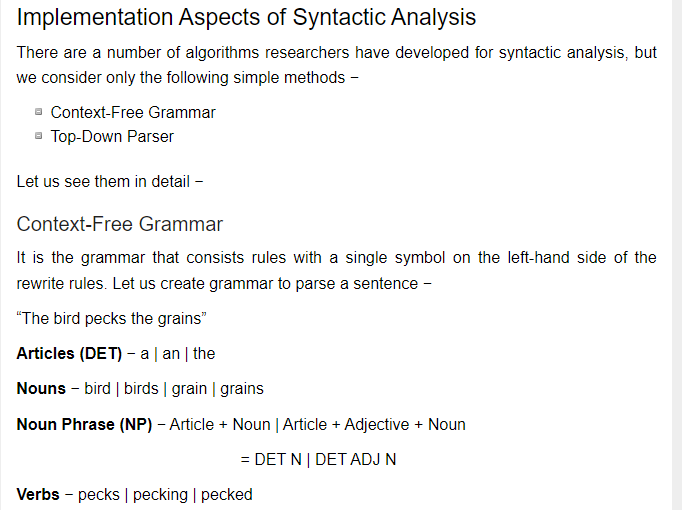 Implementation Aspects of Syntactic Analysis
There are a number of algorithms researchers have developed for syntactic analysis, but
we consider only the following simple methods −
Context-Free Grammar
Top-Down Parser
Let us see them in detail −
Context-Free Grammar
It is the grammar that consists rules with a single symbol on the left-hand side of the
rewrite rules. Let us create grammar to parse a sentence −
“The bird pecks the grains”
Articles (DET) − a | an | the
Nouns − bird | birds | grain | grains
Noun Phrase (NP) − Article + Noun | Article + Adjective + Noun
= DET N | DET ADJ N
Verbs − pecks | pecking | pecked